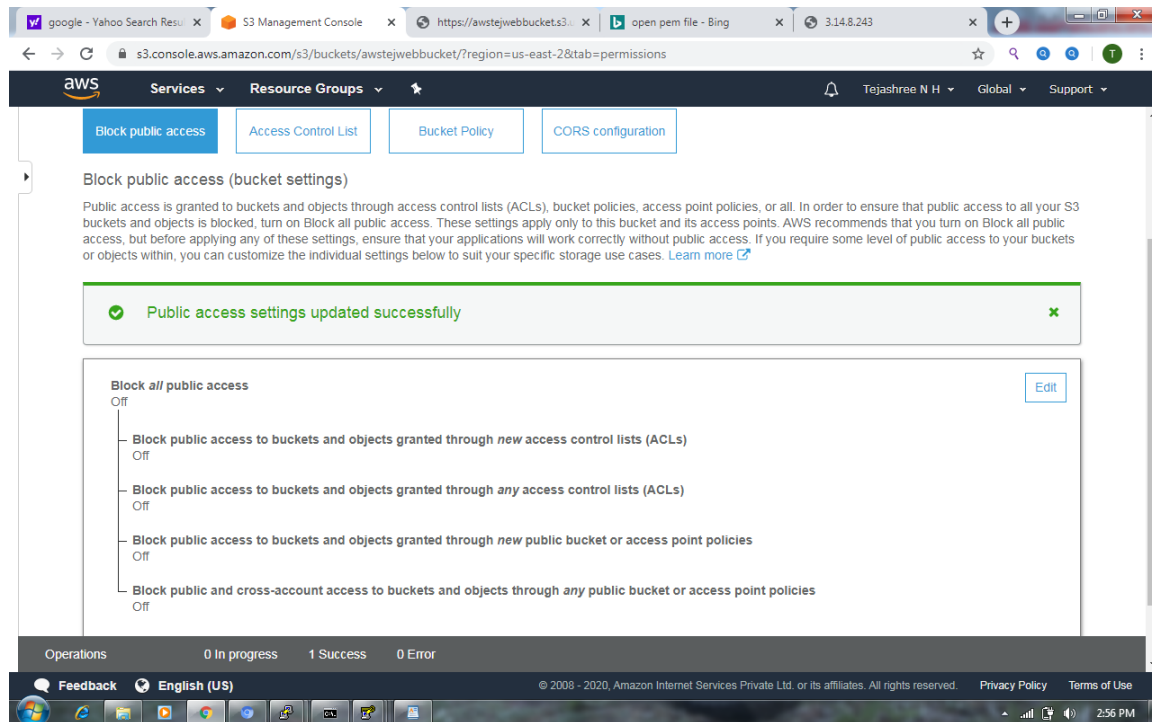 google - Yahoo Search Resul
S3 Management Console
https://awstejwebbucket.s3.
open pem file - Bing
3.14.8.243
s3.console.aws.amazon.com/s3/buckets/awstejwebbucket/?region=us-east-2&tab=permissions
T
aws
Services
Resource Groups
Tejashree N H
Global
Support
Block public access
Access Control List
Bucket Policy
CORS configuration
Block public access (bucket settings)
Public access is granted to buckets and objects through access control lists (ACLs), bucket policies, access point policies, or all. In order to ensure that public access to all your S3
buckets and objects is blocked, turn on Block all public access. These settings apply only to this bucket and its access points. AWS recommends that you turn on Block all public
access, but before applying any of these settings, ensure that your applications will work correctly without public access. If you require some level of public access to your buckets
or objects within, you can customize the individual settings below to suit your specific storage use cases. Learn more
Public access settings updated successfully
Block all public access
Edit
Off
Block public access to buckets and objects granted through new access control lists (ACLs)
Off
Block public access to buckets and objects granted through any access control lists (ACLs)
Off
Block public access to buckets and objects granted through new public bucket or access point policies
Off
Block public and cross-account access to buckets and objects through any public bucket or access point policies
Off
Operations
0 In progress
1 Success
0 Error
Feedback
English (US)
© 2008 - 2020, Amazon Internet Services Private Ltd. or its affiliates. All rights reserved.
Privacy Policy
Terms of Use
2:56 PM